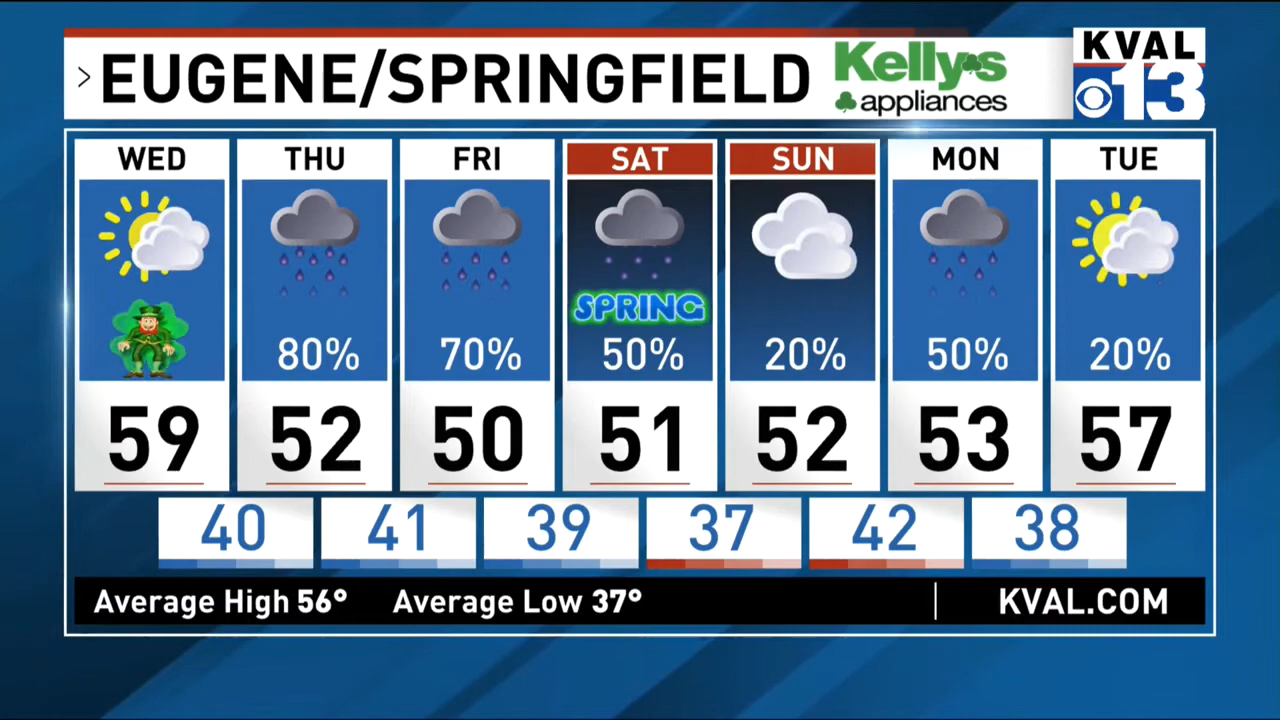 > EUGENE/SPRINGFIELD
Kelly's
appliances
KVAL
13
WED THU FRI SAT SUN MON TUE
SPRING
80% 70% 50% 20% 50% 20%
59 52 50 51 52 53 57
40 41 39 37 42 38
Average High 56° Average Low 37° | KVAL.COM